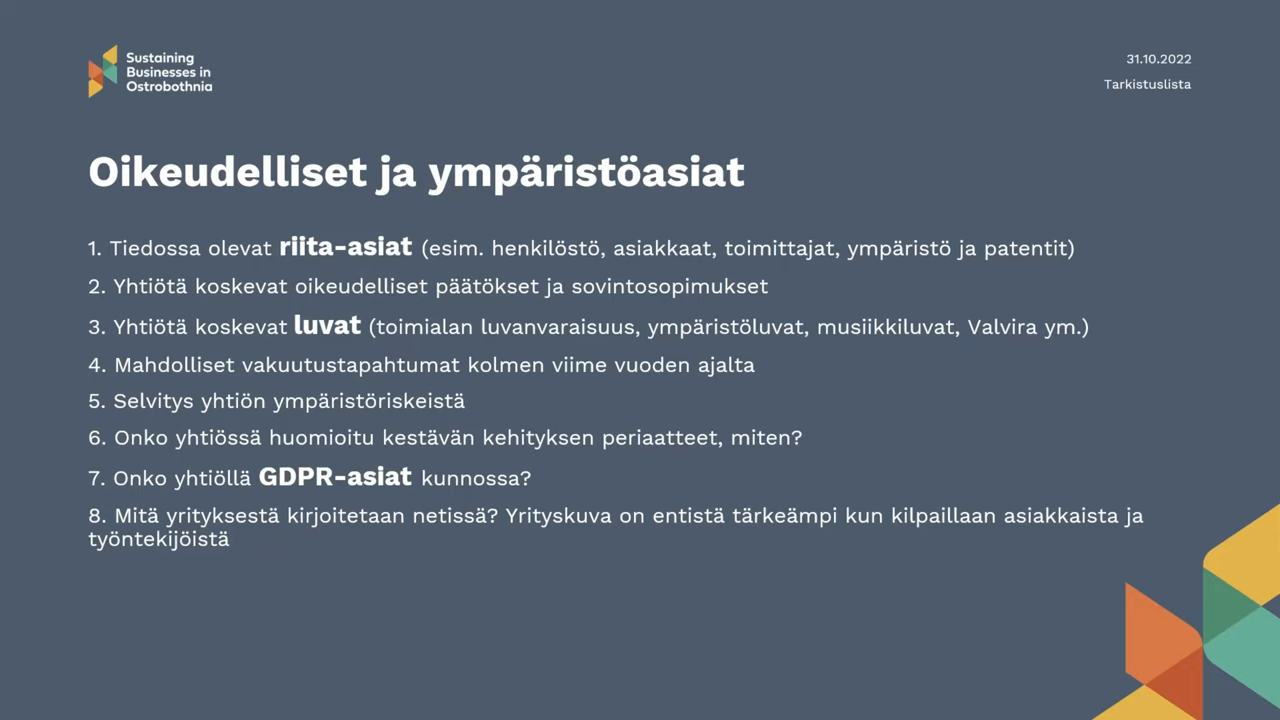 Sustaining
Businesses in
Ostrobothnia
31.10.2022
Tarkistuslista
Oikeudelliset ja ympäristöasiat
1. Tiedossa olevat riita-asiat (esim. henkilöstö, asiakkaat, toimittajat, ympäristö ja patentit)
2. Yhtiötä koskevat oikeudelliset päätökset ja sovintosopimukset
3. Yhtiötä koskevat luvat (toimialan luvanvaraisuus, ympäristöluvat, musiikkiluvat, Valvira ym.)
4. Mahdolliset vakuutustapahtumat kolmen viime vuoden ajalta
5. Selvitys yhtiön ympäristöriskeistä
6. Onko yhtiössä huomioitu kestävän kehityksen periaatteet, miten?
7. Onko yhtiöllä GDPR-asiat kunnossa?
8. Mitä yrityksestä kirjoitetaan netissä? Yrityskuva on entistä tärkeämpi kun kilpaillaan asiakkaista ja
työntekijöistä